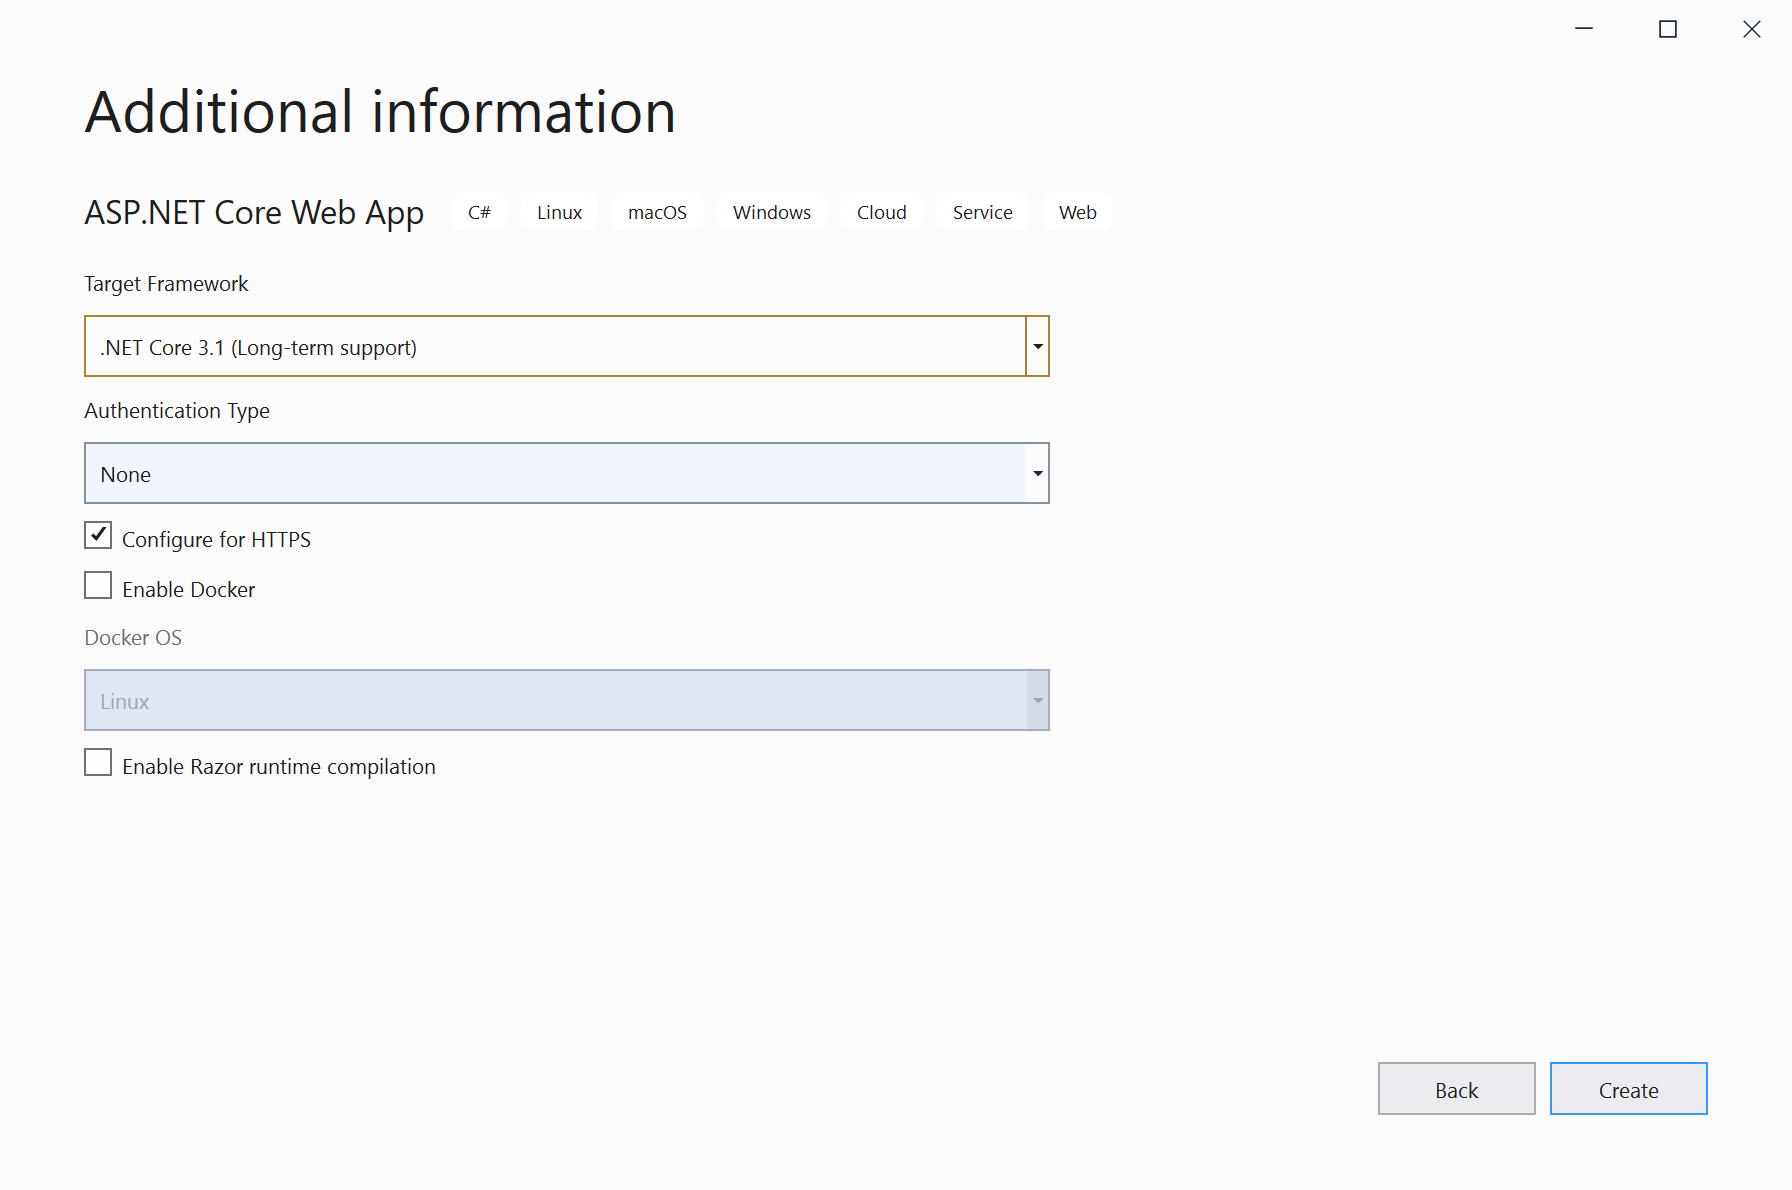 Additional information
ASP.NET Core Web App C# Linux macOS Windows Cloud Service Web
Target Framework
.NET Core 3.1 (Long-term support)
Authentication Type
None
Configure for HTTPS
Enable Docker
Docker OS
Linux
Enable Razor runtime compilation
Back Create